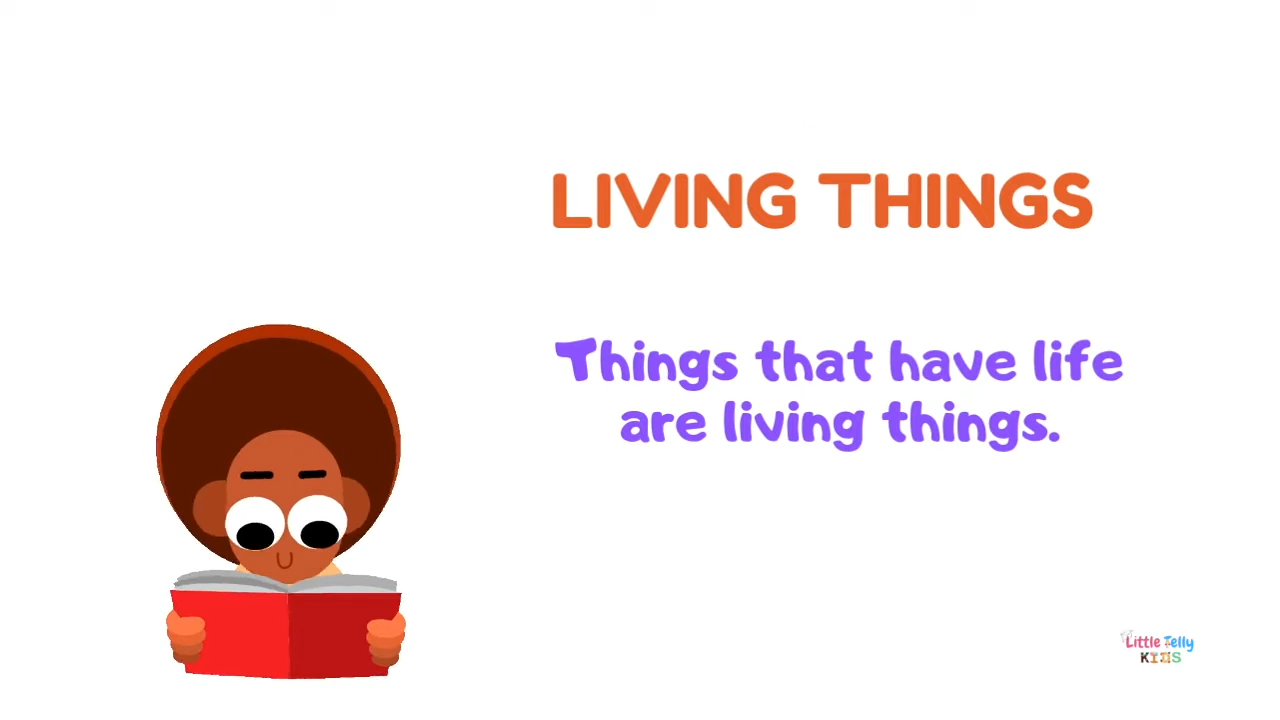 LIVING THINGS
Things that have life
are living things.
Little Telly
KIDS